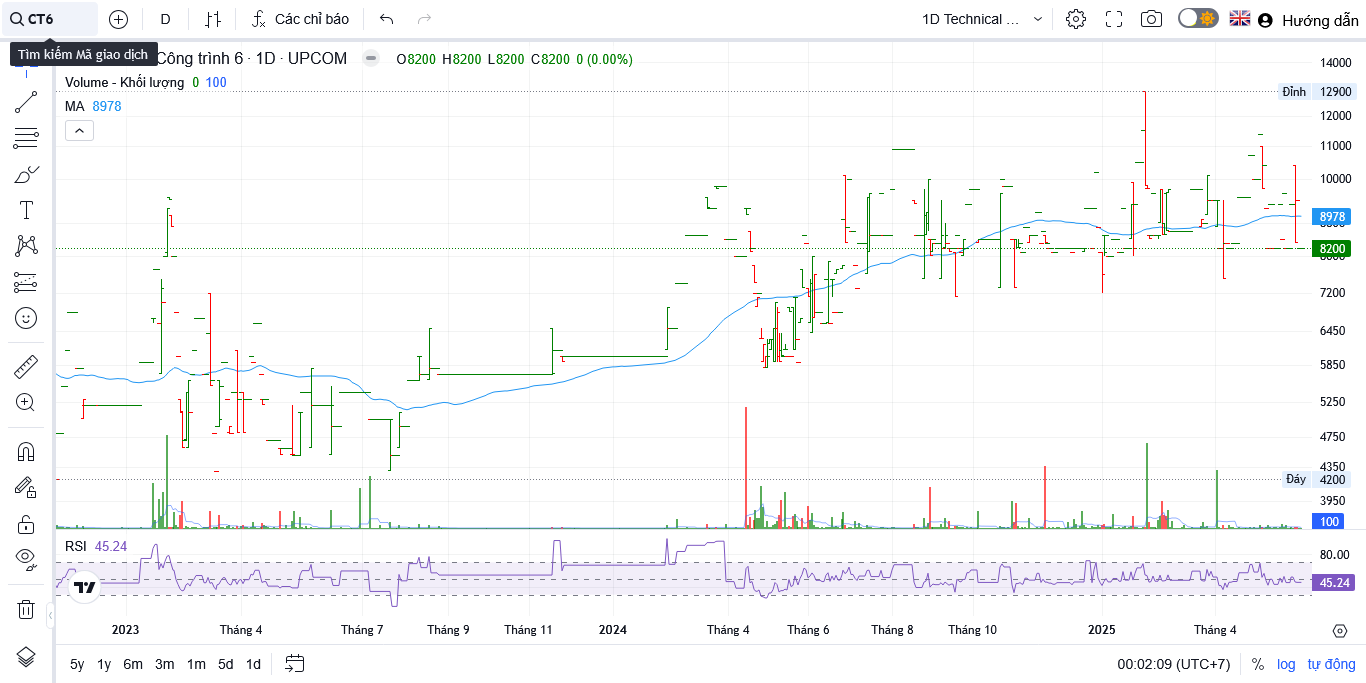 CT6 D Các chỉ báo 1D Technical ... Hướng dẫn
Tìm kiếm Mã giao dịch
Công trình 6 · 1D · UPCOM O8200 H8200 L8200 C8200 0 (0.00%)
Volume - Khối lượng 0 100
MA 8978
14000
Đỉnh 12900
12000
11000
10000
8978
8200
8000
7200
6450
5850
5250
4750
4350
Đáy 4200
3950
100
RSI 45.24
80.00
45.24
2023 Tháng 4 Tháng 7 Tháng 9 Tháng 11 2024 Tháng 4 Tháng 6 Tháng 8 Tháng 10 2025 Tháng 4
5y 1y 6m 3m 1m 5d 1d 00:02:09 (UTC+7) % log tự động